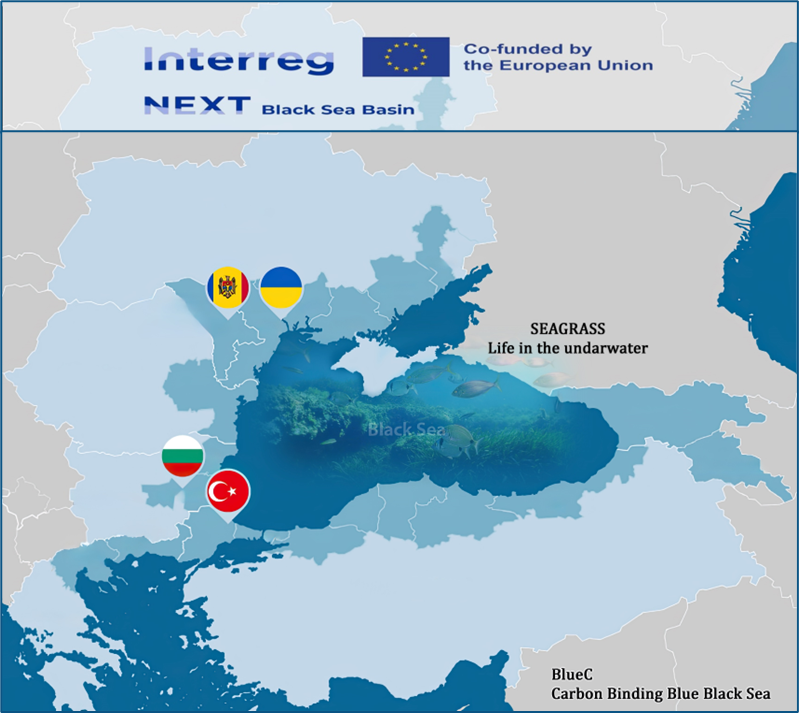 Interreg
Co-funded by
the European Union
NEXT Black Sea Basin
SEAGRASS
Life in the undarwater
Black Sea
BlueC
Carbon Binding Blue Black Sea